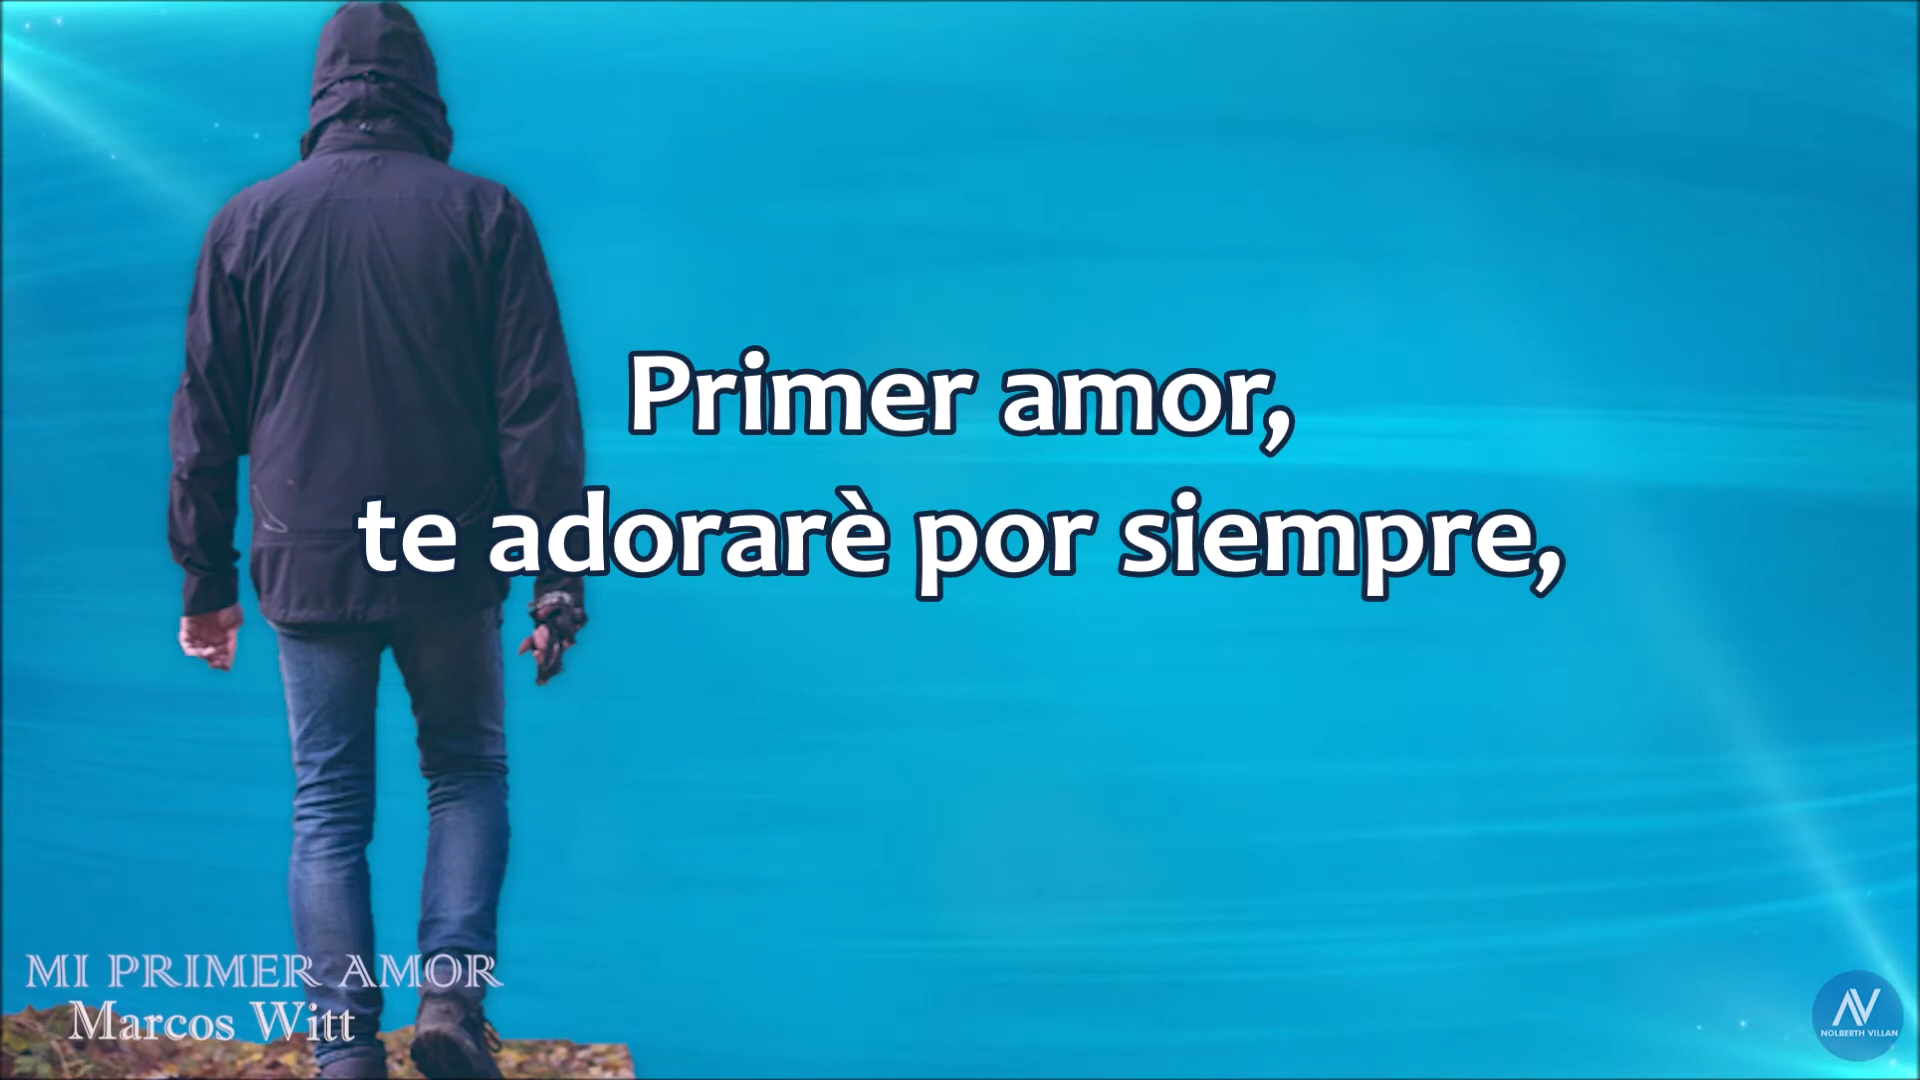 Primer amor,
te adorarè por siempre,
MI PRIMER AMOR
Marcos Witt
NOLBERTH VILLAN